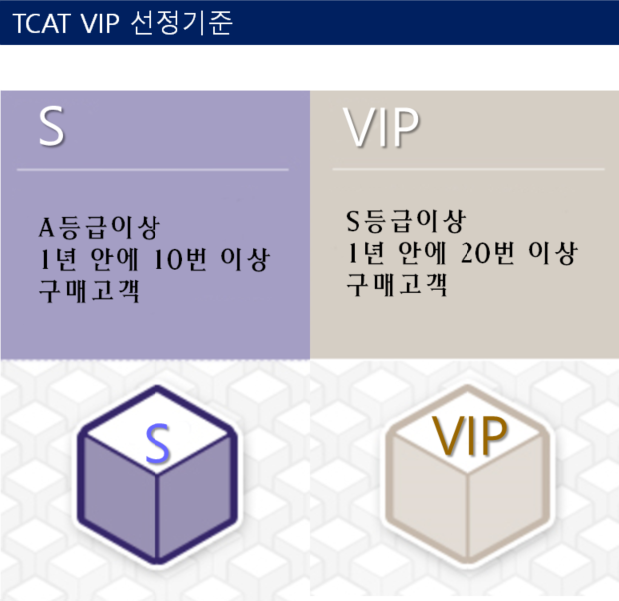 TCAT VIP 선정기준
S
A등급이상
1년 안에 10번 이상
구매고객
VIP
S등급이상
1년 안에 20번 이상
구매고객
S
VIP